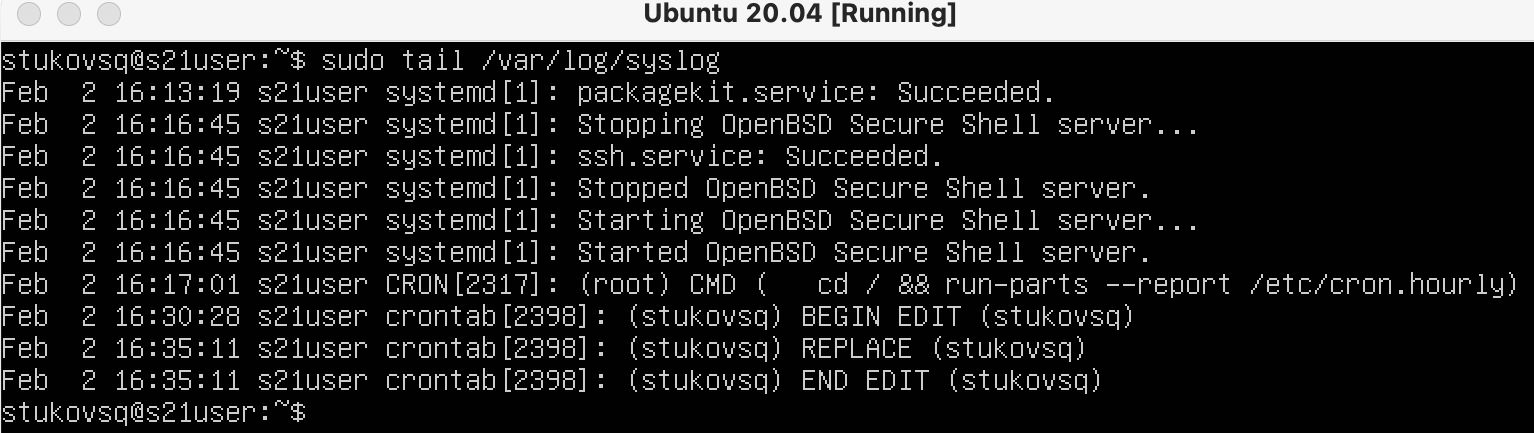 Ubuntu 20.04 [Running]
stukovsq@s21user:~$ sudo tail /var/log/syslog
Feb  2 16:13:19 s21user systemd[1]: packagekit.service: Succeeded.
Feb  2 16:16:45 s21user systemd[1]: Stopping OpenBSD Secure Shell server...
Feb  2 16:16:45 s21user systemd[1]: ssh.service: Succeeded.
Feb  2 16:16:45 s21user systemd[1]: Stopped OpenBSD Secure Shell server.
Feb  2 16:16:45 s21user systemd[1]: Starting OpenBSD Secure Shell server...
Feb  2 16:16:45 s21user systemd[1]: Started OpenBSD Secure Shell server.
Feb  2 16:17:01 s21user CRON[2317]: (root) CMD (   cd / && run-parts --report /etc/cron.hourly)
Feb  2 16:30:28 s21user crontab[2398]: (stukovsq) BEGIN EDIT (stukovsq)
Feb  2 16:35:11 s21user crontab[2398]: (stukovsq) REPLACE (stukovsq)
Feb  2 16:35:11 s21user crontab[2398]: (stukovsq) END EDIT (stukovsq)
stukovsq@s21user:~$